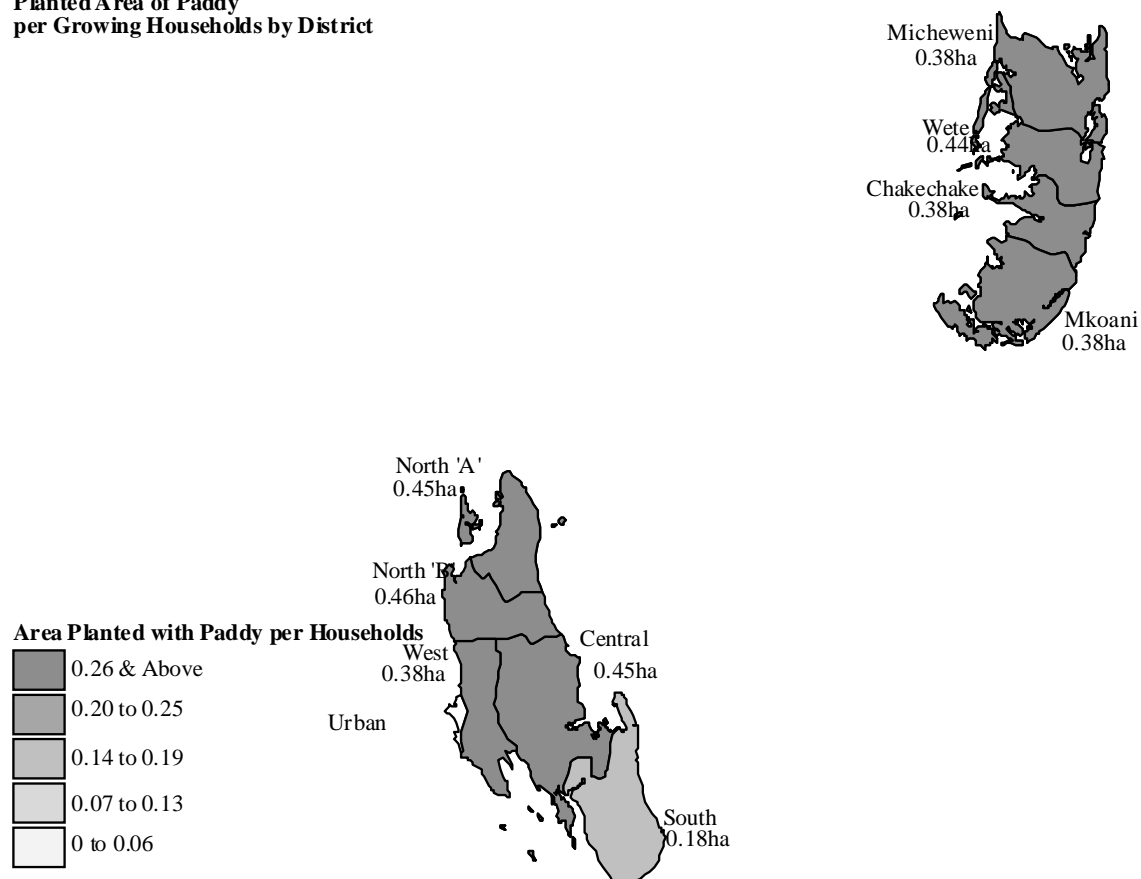 Planted Area of Paddy
per Growing Households by District
Micheweni
0.38ha
Wete
0.44ha
Chakechake
0.38ha
Mkoani
0.38ha
North 'A'
0.45ha
North 'B'
0.46ha
Central
0.45ha
West
0.38ha
Urban
South
0.18ha
Area Planted with Paddy per Households
0.26 & Above
0.20 to 0.25
0.14 to 0.19
0.07 to 0.13
0 to 0.06